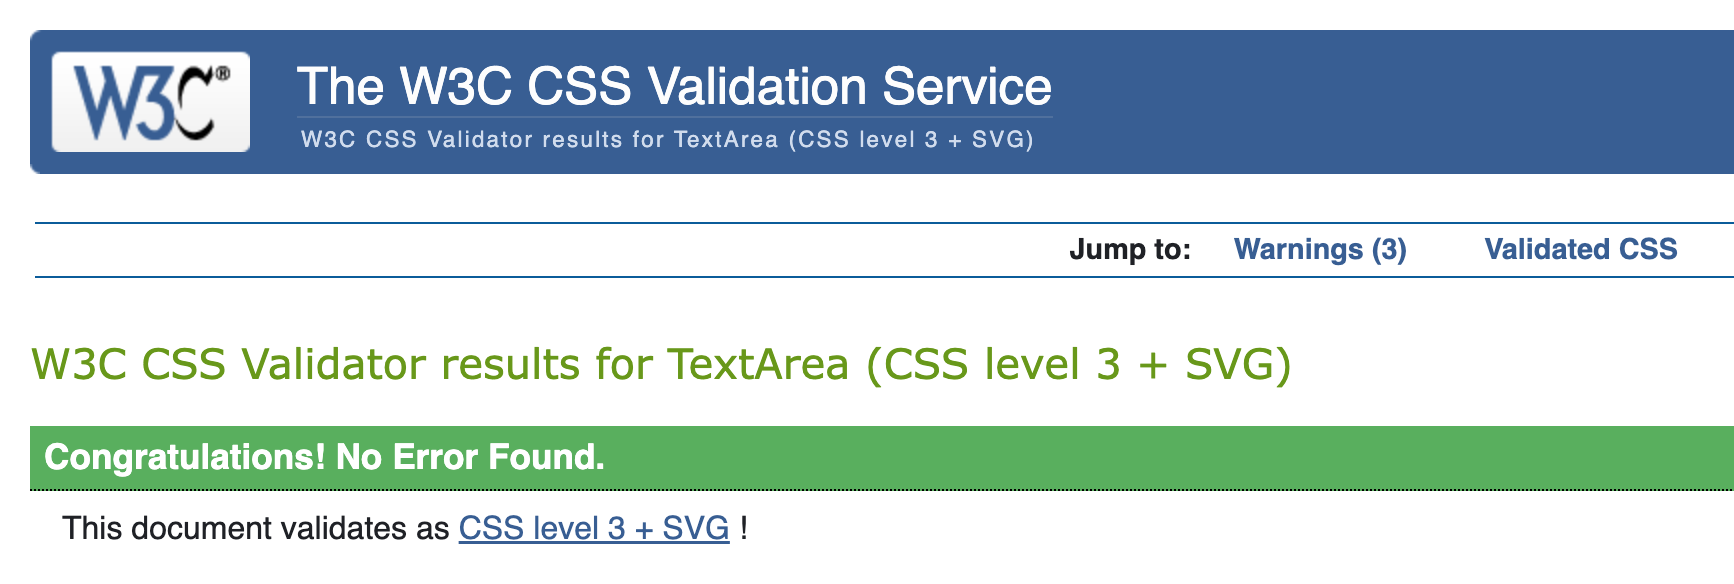 W3C®
The W3C CSS Validation Service
W3C CSS Validator results for TextArea (CSS level 3 + SVG)
Jump to: Warnings (3) Validated CSS
W3C CSS Validator results for TextArea (CSS level 3 + SVG)
Congratulations! No Error Found.
This document validates as CSS level 3 + SVG !